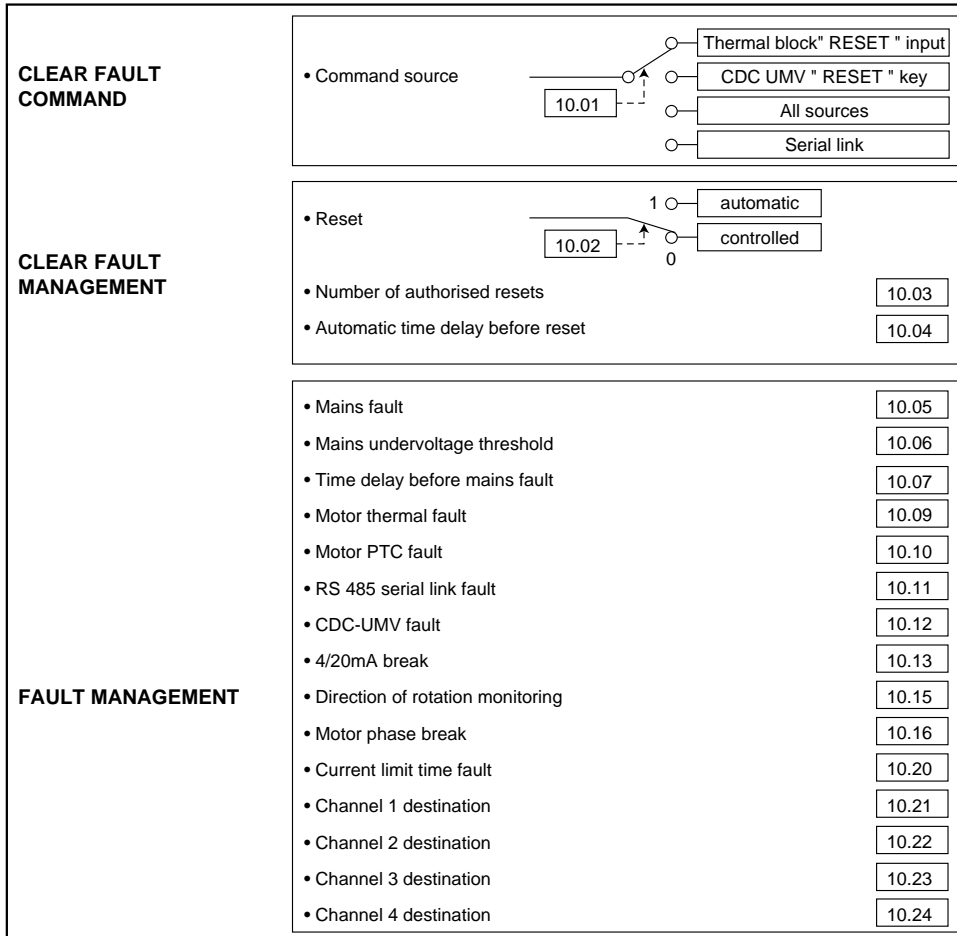 CLEAR FAULT
COMMAND
• Command source
10.01
Thermal block" RESET " input
CDC UMV " RESET " key
All sources
Serial link
CLEAR FAULT
MANAGEMENT
• Reset
10.02
1
automatic
controlled
0
• Number of authorised resets 10.03
• Automatic time delay before reset 10.04
FAULT MANAGEMENT
• Mains fault 10.05
• Mains undervoltage threshold 10.06
• Time delay before mains fault 10.07
• Motor thermal fault 10.09
• Motor PTC fault 10.10
• RS 485 serial link fault 10.11
• CDC-UMV fault 10.12
• 4/20mA break 10.13
• Direction of rotation monitoring 10.15
• Motor phase break 10.16
• Current limit time fault 10.20
• Channel 1 destination 10.21
• Channel 2 destination 10.22
• Channel 3 destination 10.23
• Channel 4 destination 10.24